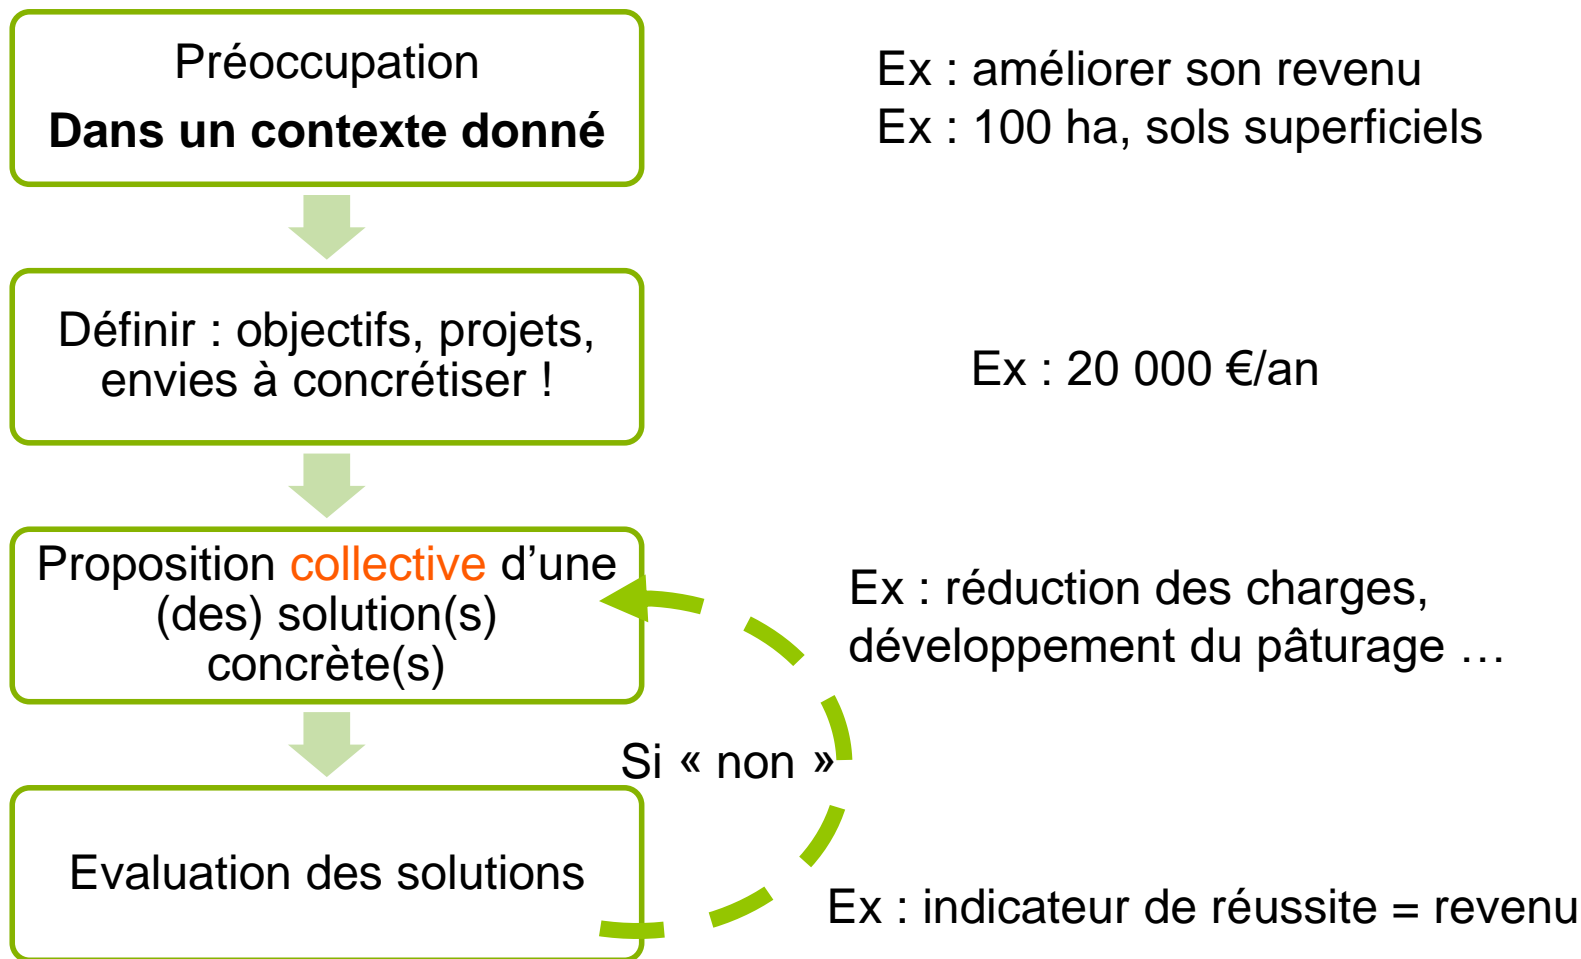 Préoccupation
Dans un contexte donné
Ex : améliorer son revenu
Ex : 100 ha, sols superficiels
Définir : objectifs, projets,
envies à concrétiser !
Ex : 20 000 €/an
Proposition collective d’une
(des) solution(s)
concrète(s)
Ex : réduction des charges,
développement du pâturage …
Si « non »
Evaluation des solutions
Ex : indicateur de réussite = revenu